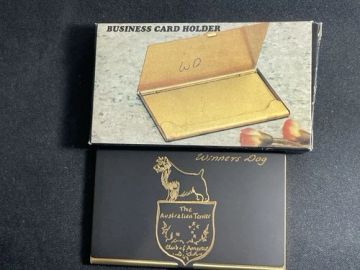 BUSINESS CARD HOLDER
WD
Winners Dog
The
Australian Terrier
Club of America